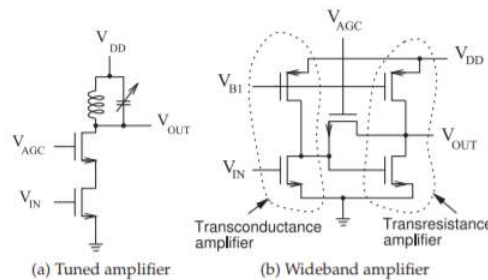 V_DD
V_OUT
V_AGC
V_IN
(a) Tuned amplifier
V_AGC
V_DD
V_B1
V_OUT
V_IN
Transconductance
amplifier
Transresistance
amplifier
(b) Wideband amplifier